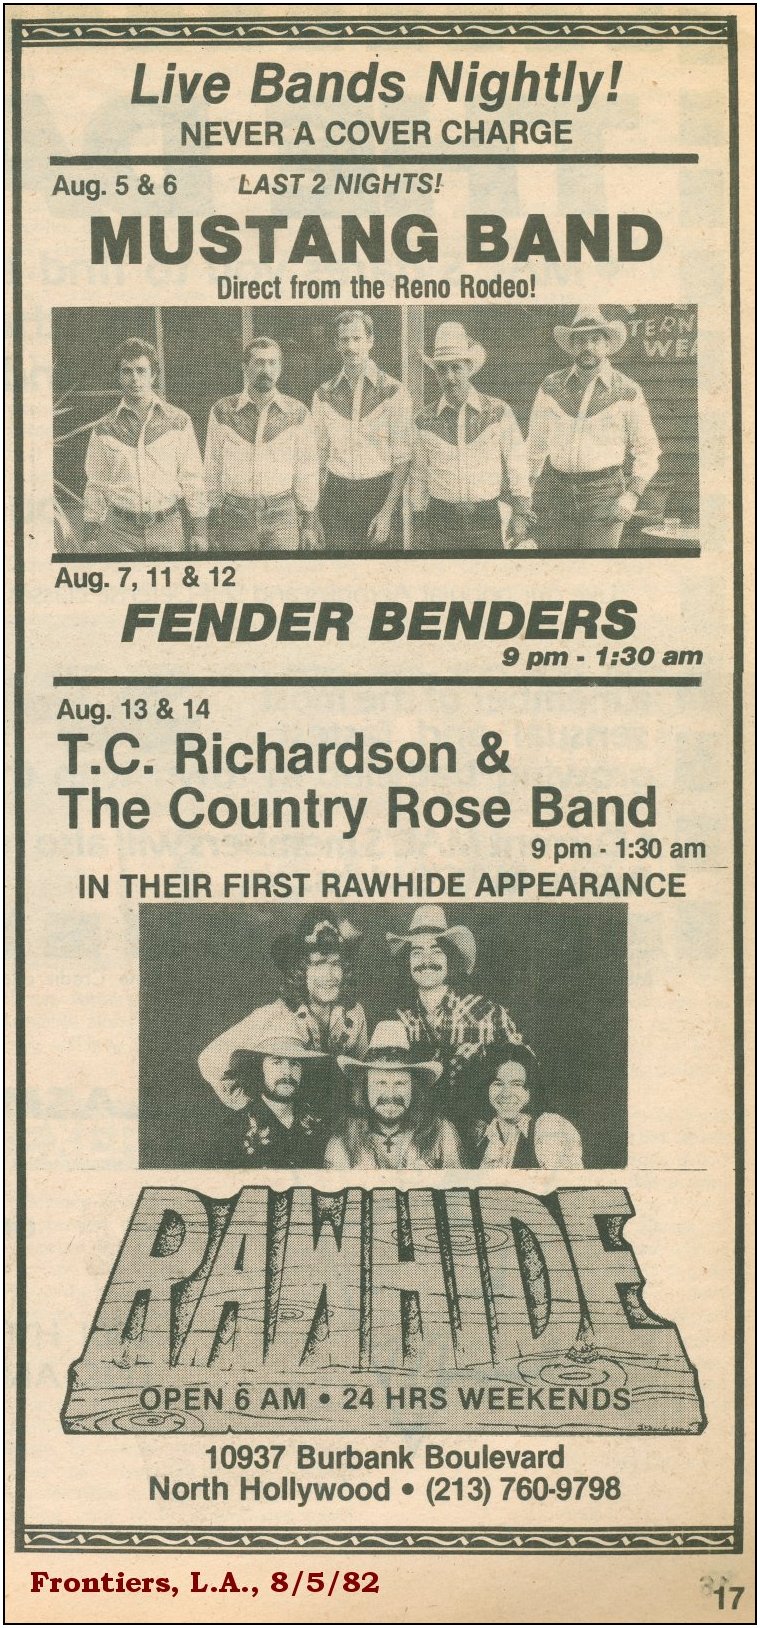 Live Bands Nightly!
NEVER A COVER CHARGE
Aug. 5 & 6 LAST 2 NIGHTS!
MUSTANG BAND
Direct from the Reno Rodeo!
TERN
WEA
Aug. 7, 11 & 12
FENDER BENDERS
9 pm - 1:30 am
Aug. 13 & 14
T.C. Richardson &
The Country Rose Band
9 pm - 1:30 am
IN THEIR FIRST RAWHIDE APPEARANCE
RAWHIDE
OPEN 6 AM • 24 HRS WEEKENDS
10937 Burbank Boulevard
North Hollywood • (213) 760-9798
Frontiers, L.A., 8/5/82
17